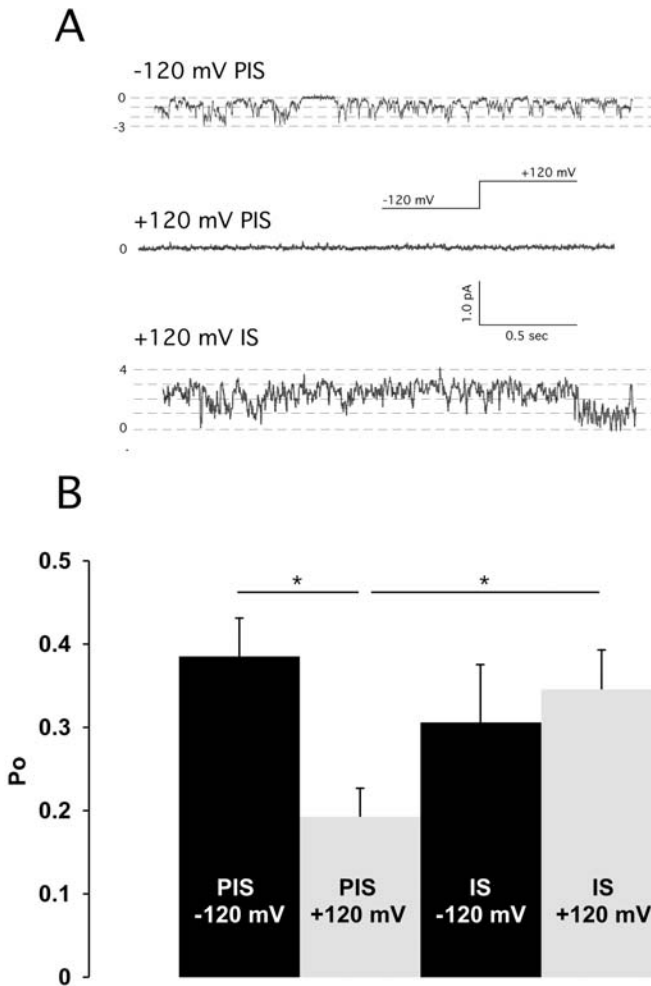 A
-120 mV PIS
0
-3
+120 mV
-120 mV
+120 mV PIS
0
1.0 pA
0.5 sec
+120 mV IS
4
0
B
0.5
* *
0.4
0.3
Po
0.2
0.1
0
PIS PIS IS IS
-120 mV +120 mV -120 mV +120 mV